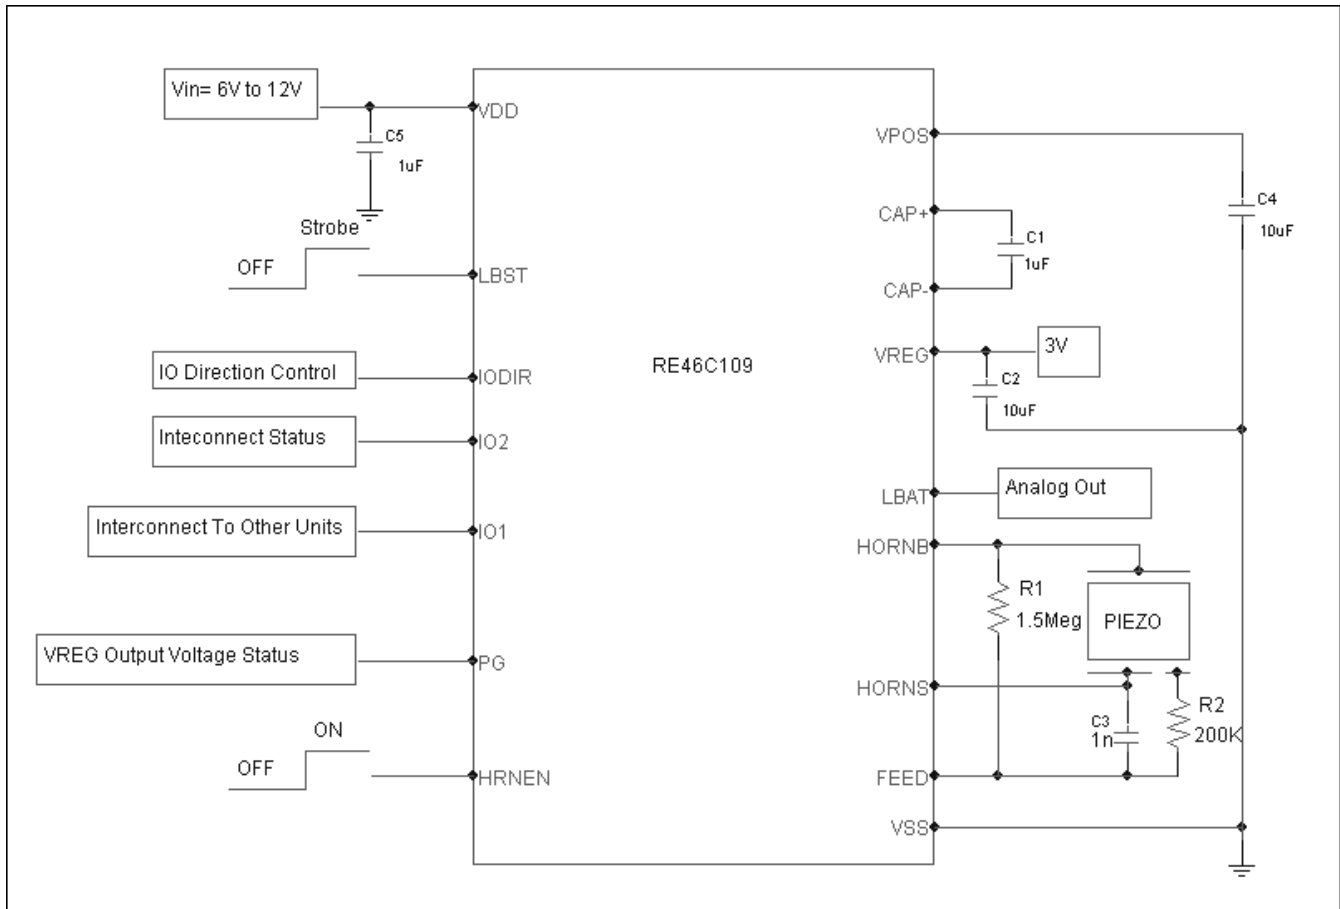 Vin= 6V to 12V
VDD
C5
1uF
Strobe
OFF
LBST
IO Direction Control
IODIR
Inteconnect Status
IO2
Interconnect To Other Units
IO1
VREG Output Voltage Status
PG
ON
OFF
HRNEN
RE46C109
VPOS
C4
10uF
CAP+
C1
1uF
CAP-
VREG
3V
C2
10uF
LBAT
Analog Out
HORNB
R1
1.5Meg
PIEZO
HORNS
C3
1n
R2
200K
FEED
VSS